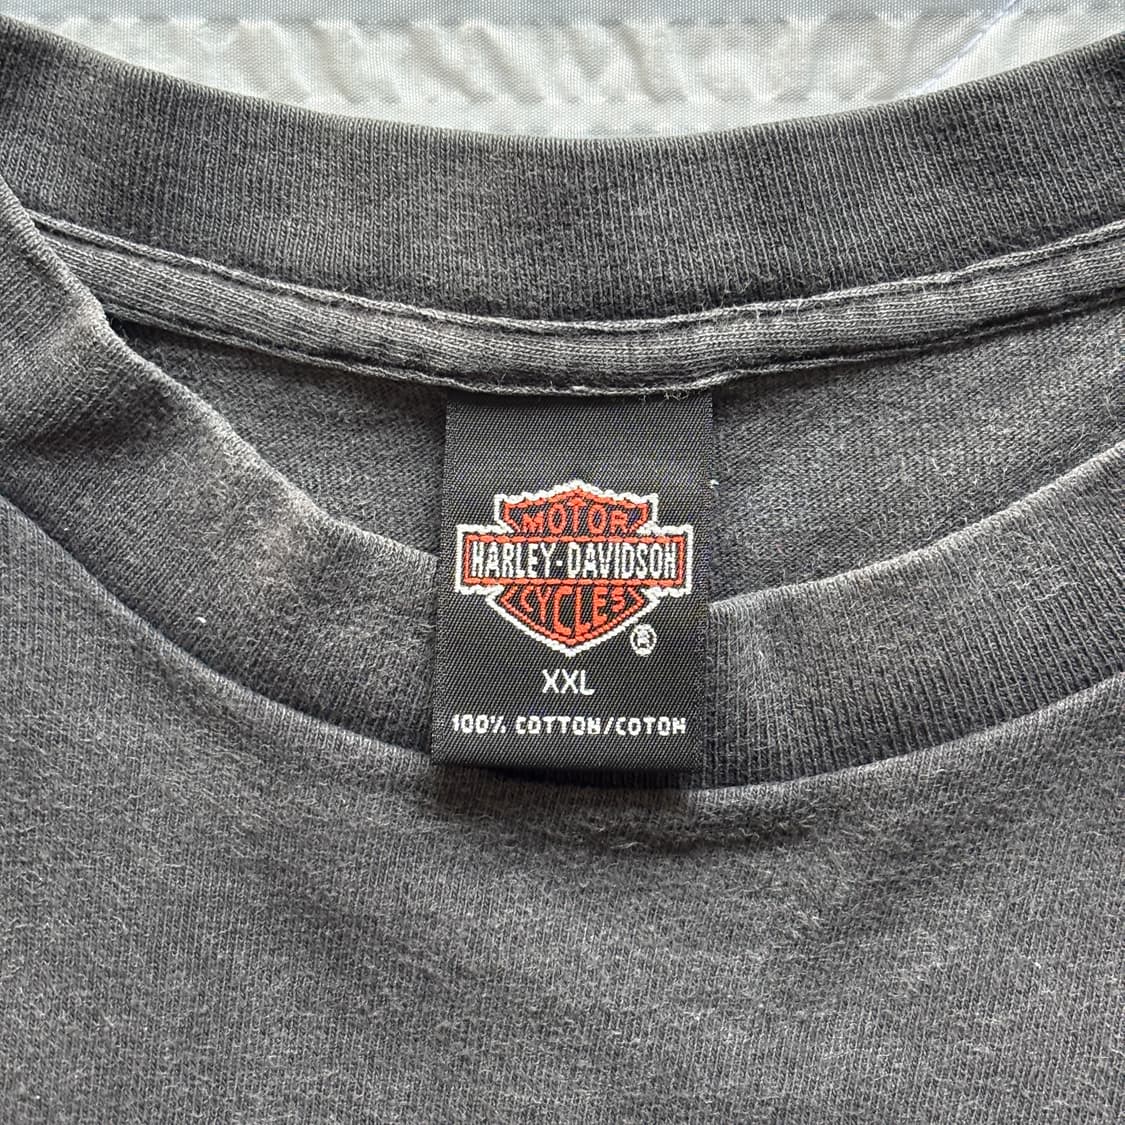 MOTOR
HARLEY-DAVIDSON
CYCLES
®
XXL
100% COTTON/COTON